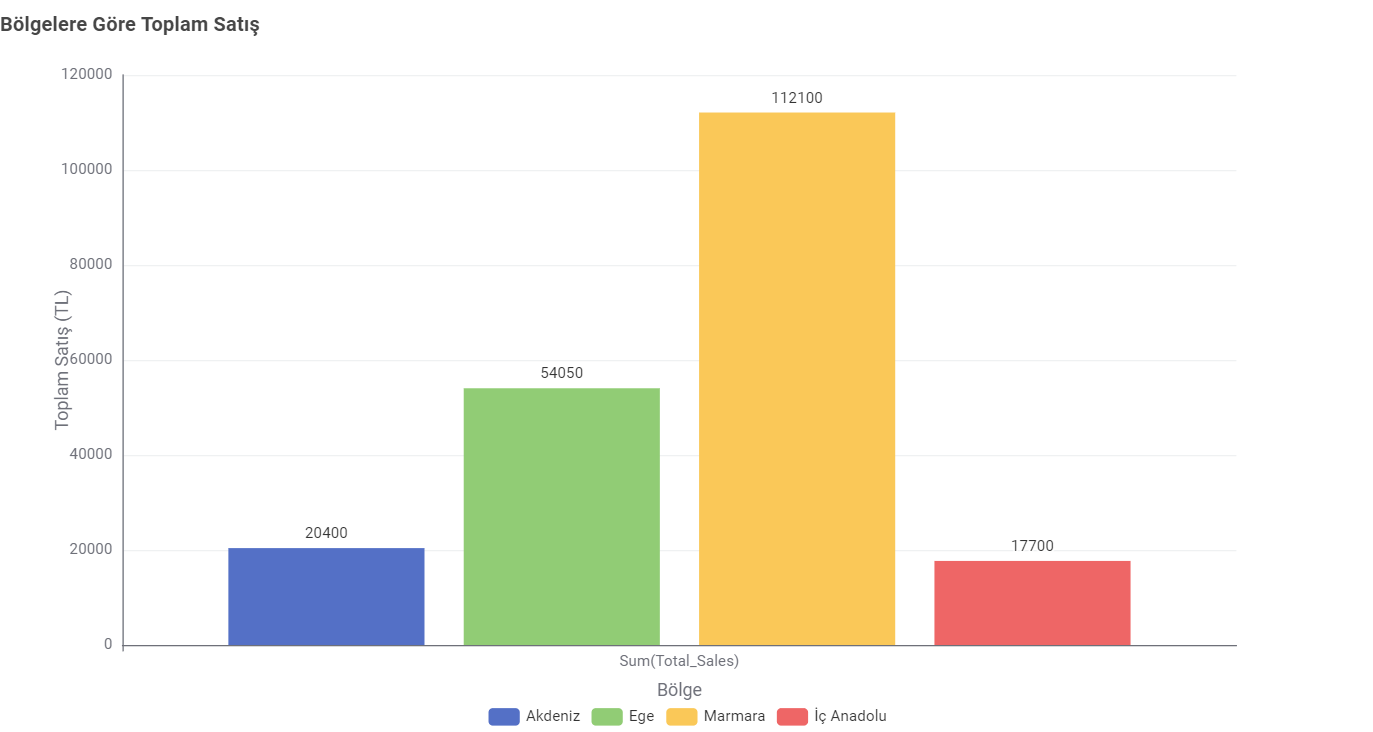 Bölgelere Göre Toplam Satış
120000
112100
100000
80000
Toplam Satış (TL)
60000
54050
40000
20400
20000
17700
0
Sum(Total_Sales)
Bölge
Akdeniz Ege Marmara İç Anadolu